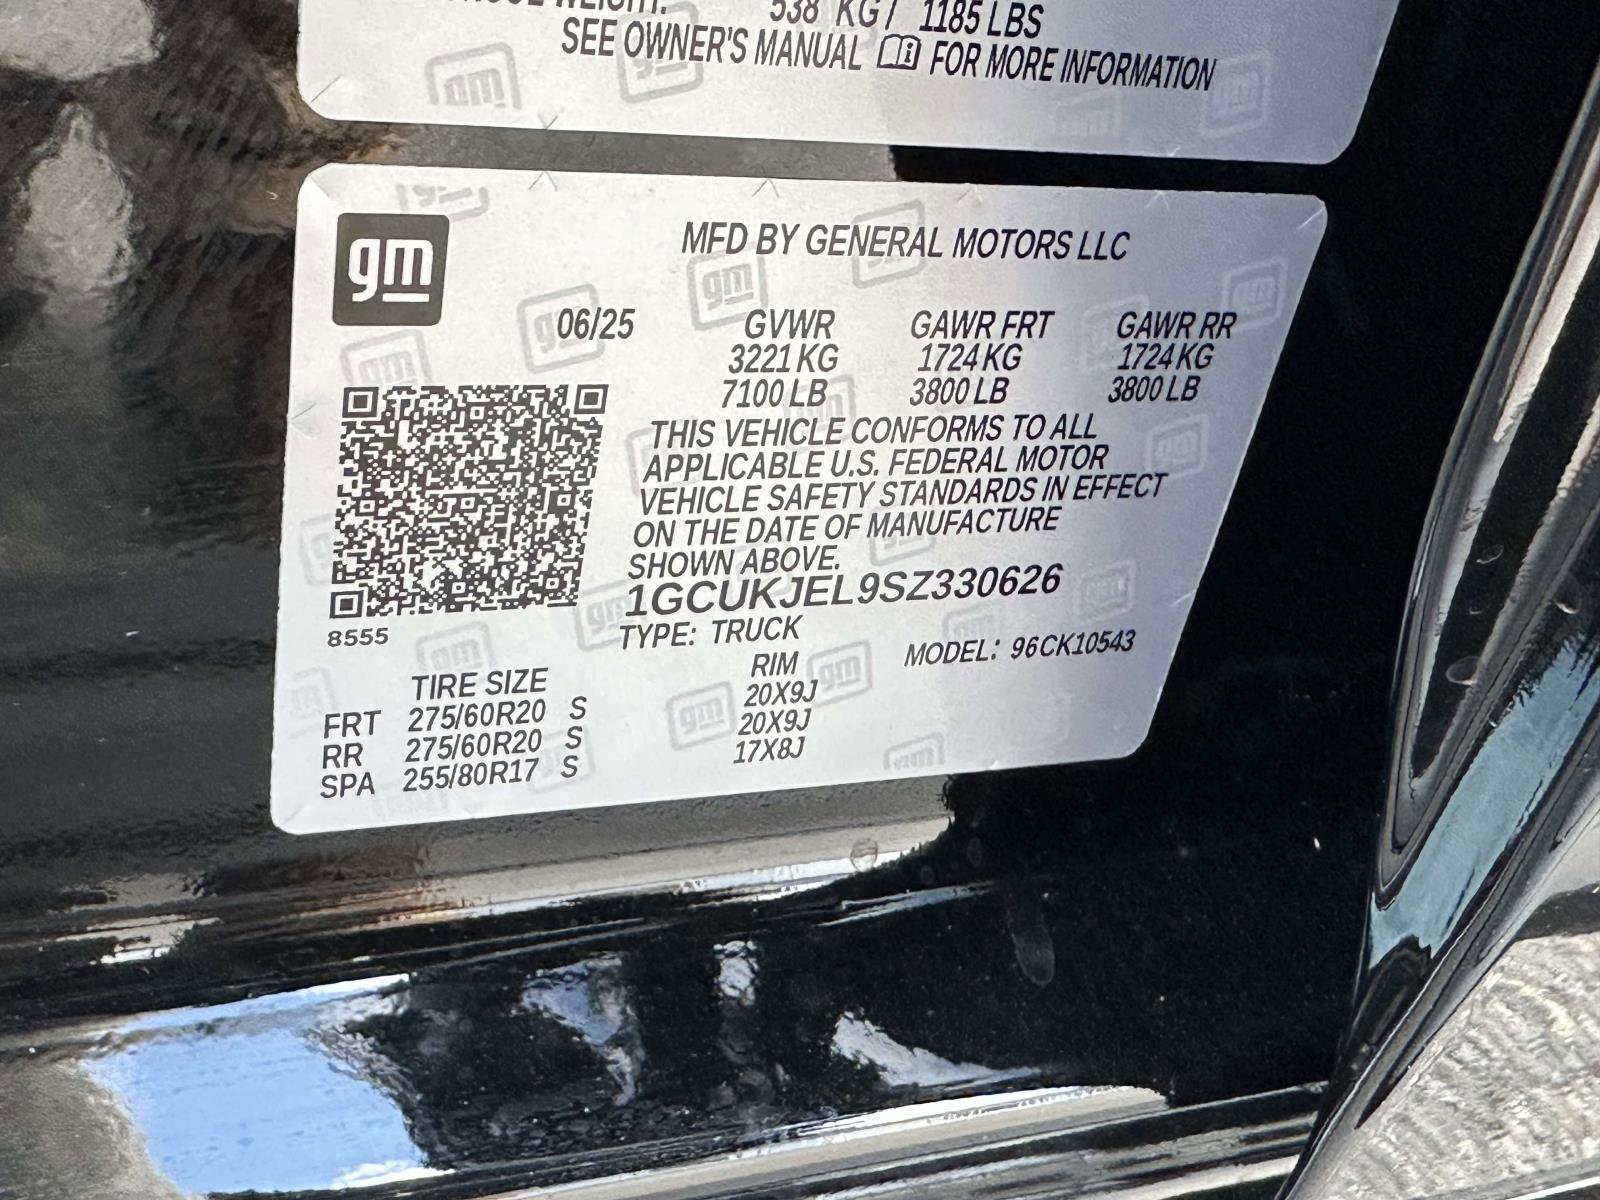 538 KG / 1185 LBS
SEE OWNER'S MANUAL FOR MORE INFORMATION
gm
MFD BY GENERAL MOTORS LLC
06/25 GVWR GAWR FRT GAWR RR
3221 KG 1724 KG 1724 KG
7100 LB 3800 LB 3800 LB
THIS VEHICLE CONFORMS TO ALL
APPLICABLE U.S. FEDERAL MOTOR
VEHICLE SAFETY STANDARDS IN EFFECT
ON THE DATE OF MANUFACTURE
SHOWN ABOVE.
1GCUKJEL9SZ330626
8555
TYPE: TRUCK MODEL: 96CK10543
TIRE SIZE RIM
FRT 275/60R20 S 20X9J
RR 275/60R20 S 20X9J
SPA 255/80R17 S 17X8J